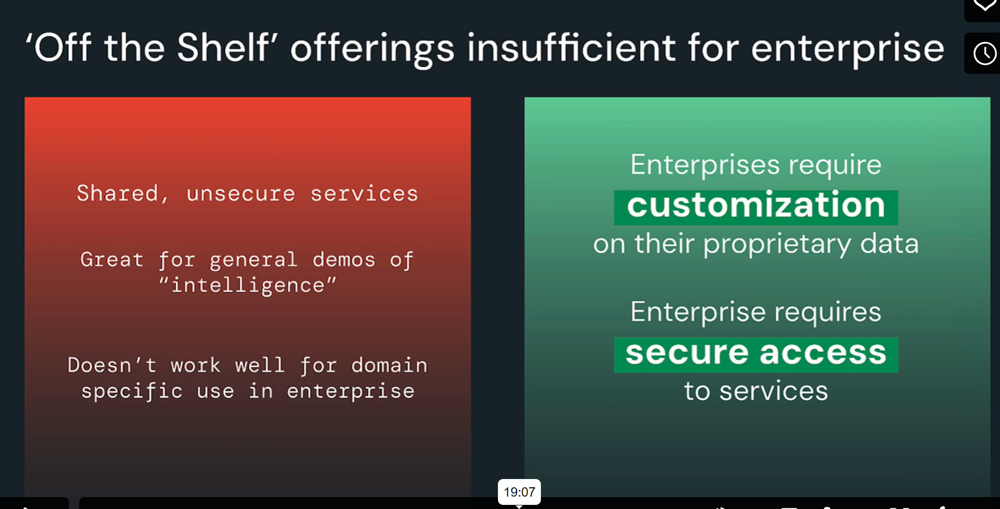 ‘Off the Shelf’ offerings insufficient for enterprise
Shared, unsecure services
Great for general demos of
“intelligence”
Doesn’t work well for domain
specific use in enterprise
Enterprises require
customization
on their proprietary data
Enterprise requires
secure access
to services
19:07